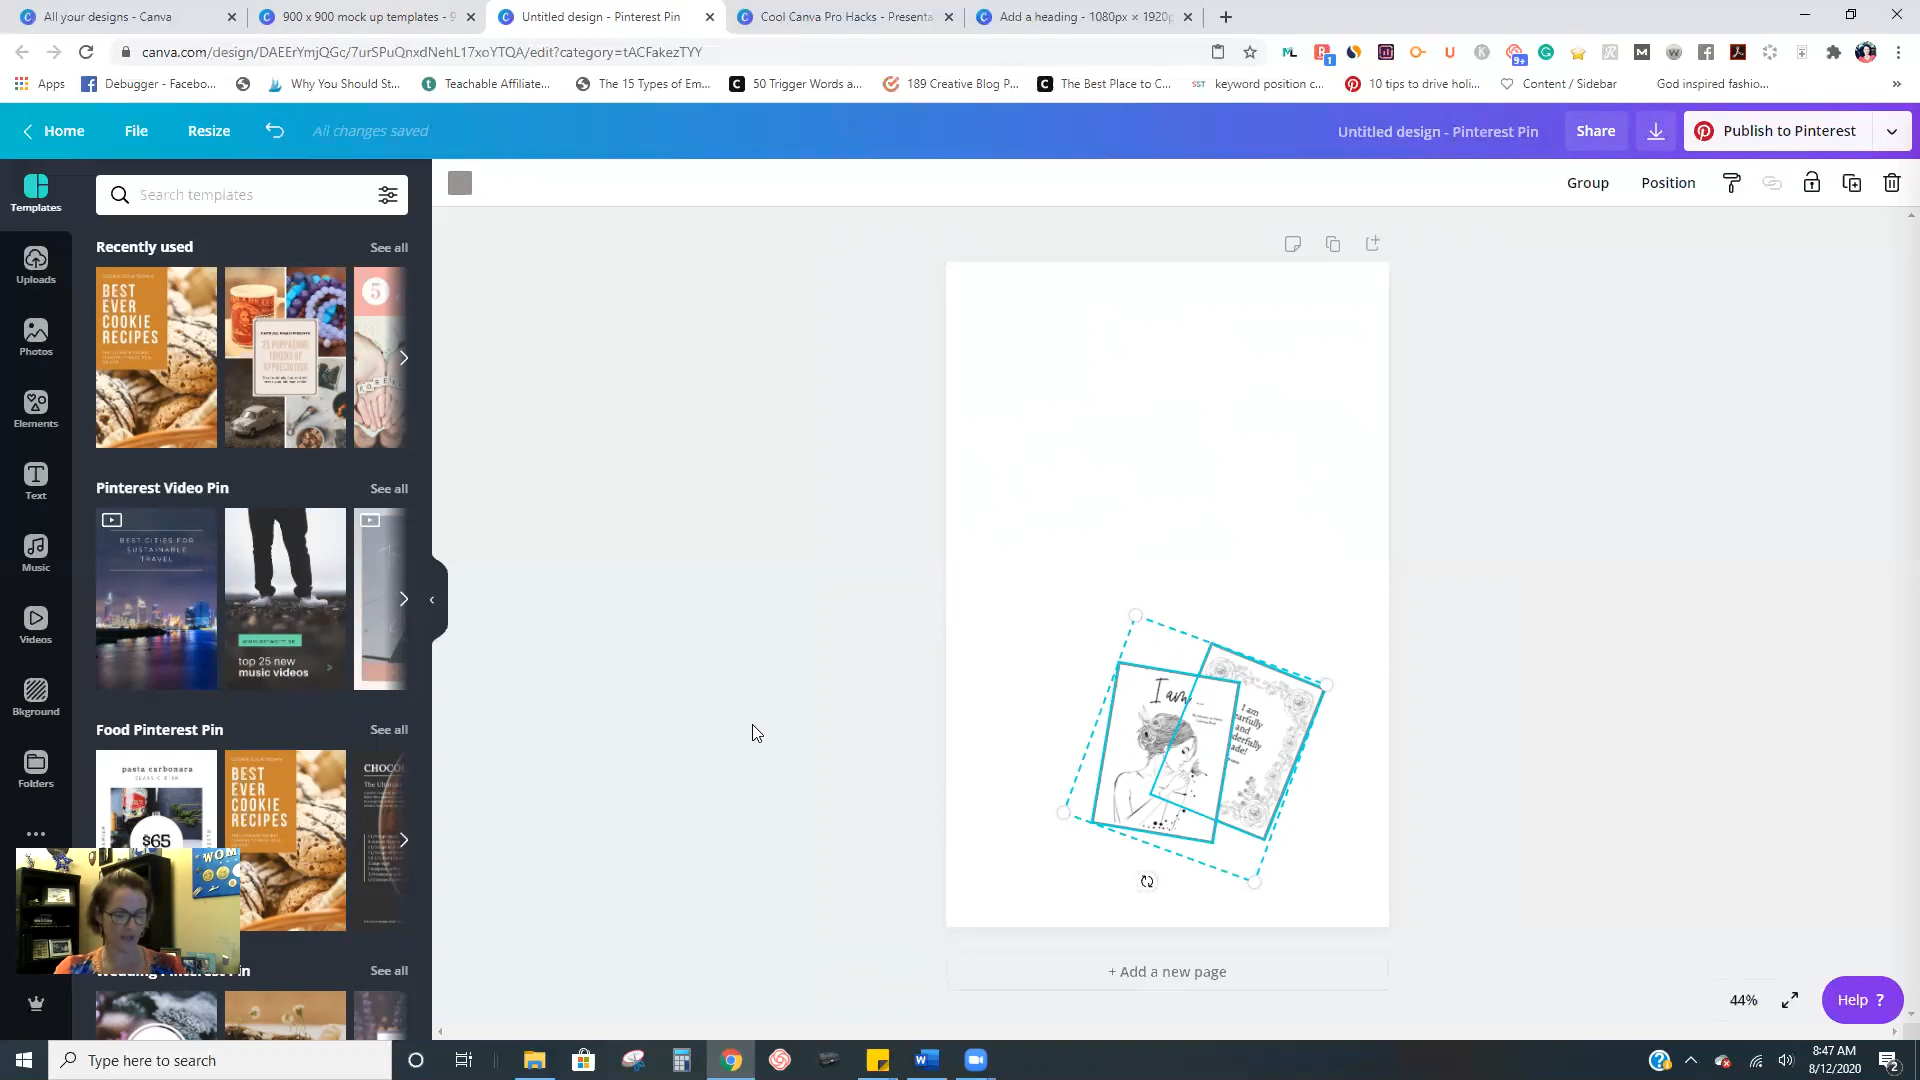 All your designs - Canva
900 x 900 mock up templates - 9
Untitled design - Pinterest Pin
Cool Canva Pro Hacks - Presenta
Add a heading - 1080px × 1920p
canva.com/design/DAEErYmjQGc/7urSPuQnxdNehL17xoYTQA/edit?category=tACFakezTYY
Apps
Debugger - Facebo...
Why You Should St...
Teachable Affiliate...
The 15 Types of Em...
50 Trigger Words a...
189 Creative Blog P...
The Best Place to C...
keyword position c...
10 tips to drive holi...
Content / Sidebar
God inspired fashio...
Home
File
Resize
All changes saved
Untitled design - Pinterest Pin
Share
Publish to Pinterest
Templates
Search templates
Group
Position
Recently used
See all
Uploads
BEST
EVER
COOKIE
RECIPES
5
Photos
Elements
Text
Pinterest Video Pin
See all
BEST CITIES FOR
SUSTAINABLE
TRAVEL
Music
Videos
top 25 new
music videos
Bkground
Food Pinterest Pin
See all
Folders
pasta carbonara
$65
BEST
EVER
COOKIE
RECIPES
CHOCO
I am
I am
and
WOM
See all
+ Add a new page
44%
Help ?
Type here to search
8:47 AM
8/12/2020